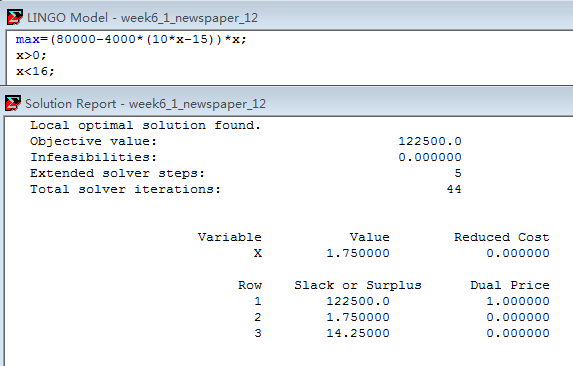 LINGO Model - week6_1_newspaper_12
max=(80000-4000*(10*x-15))*x;
x>0;
x<16;
Solution Report - week6_1_newspaper_12
Local optimal solution found.
Objective value: 122500.0
Infeasibilities: 0.000000
Extended solver steps: 5
Total solver iterations: 44
Variable Value Reduced Cost
X 1.750000 0.000000
Row Slack or Surplus Dual Price
1 122500.0 1.000000
2 1.750000 0.000000
3 14.25000 0.000000